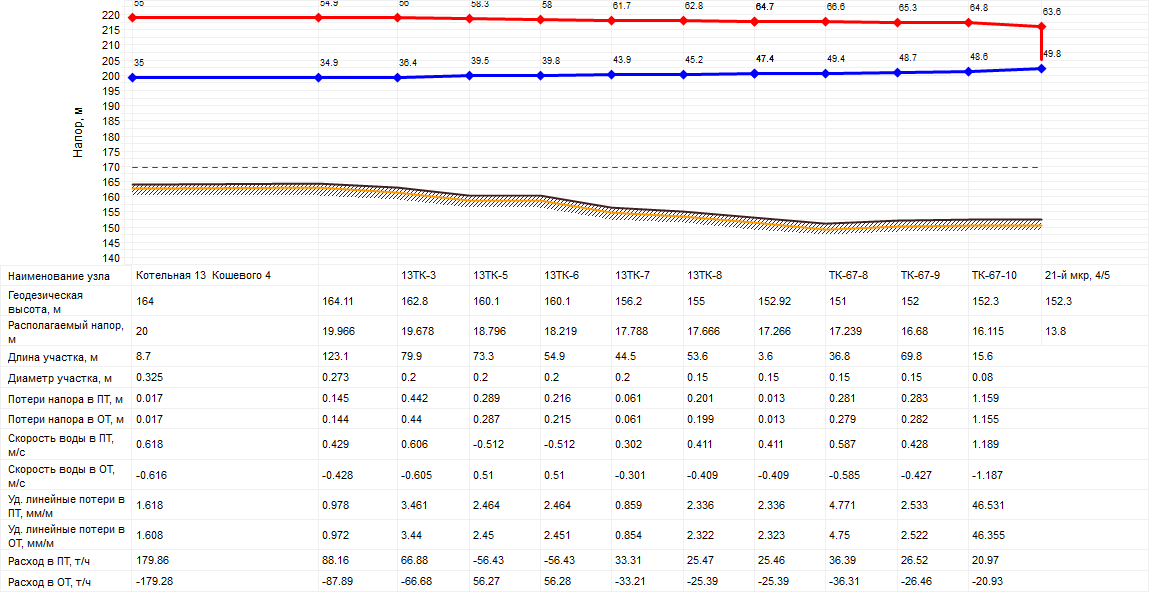 55 54.9 56 58.3 58 61.7 62.8 64.7 66.6 65.3 64.8 63.6
35 34.9 36.4 39.5 39.8 43.9 45.2 47.4 49.4 48.7 48.6 49.8
Напор, м
220
215
210
205
200
195
190
185
180
175
170
165
160
155
150
145
140
Наименование узла Котельная 13 Кошевого 4 13ТК-3 13ТК-5 13ТК-6 13ТК-7 13ТК-8 ТК-67-8 ТК-67-9 ТК-67-10 21-й мкр, 4/5
Геодезическая
высота, м 164 164.11 162.8 160.1 160.1 156.2 155 152.92 151 152 152.3 152.3
Располагаемый напор,
м 20 19.966 19.678 18.796 18.219 17.788 17.666 17.266 17.239 16.68 16.115 13.8
Длина участка, м 8.7 123.1 79.9 73.3 54.9 44.5 53.6 3.6 36.8 69.8 15.6
Диаметр участка, м 0.325 0.273 0.2 0.2 0.2 0.2 0.15 0.15 0.15 0.15 0.08
Потери напора в ПТ, м 0.017 0.145 0.442 0.289 0.216 0.061 0.201 0.013 0.281 0.283 1.159
Потери напора в ОТ, м 0.017 0.144 0.44 0.287 0.215 0.061 0.199 0.013 0.279 0.282 1.155
Скорость воды в ПТ,
м/с 0.618 0.429 0.606 -0.512 -0.512 0.302 0.411 0.411 0.587 0.428 1.189
Скорость воды в ОТ,
м/с -0.616 -0.428 -0.605 0.51 0.51 -0.301 -0.409 -0.409 -0.585 -0.427 -1.187
Уд. линейные потери в
ПТ, мм/м 1.618 0.978 3.461 2.464 2.464 0.859 2.336 2.336 4.771 2.533 46.531
Уд. линейные потери в
ОТ, мм/м 1.608 0.972 3.44 2.45 2.451 0.854 2.322 2.323 4.75 2.522 46.355
Расход в ПТ, т/ч 179.86 88.16 66.88 -56.43 -56.43 33.31 25.47 25.46 36.39 26.52 20.97
Расход в ОТ, т/ч -179.28 -87.89 -66.68 56.27 56.28 -33.21 -25.39 -25.39 -36.31 -26.46 -20.93